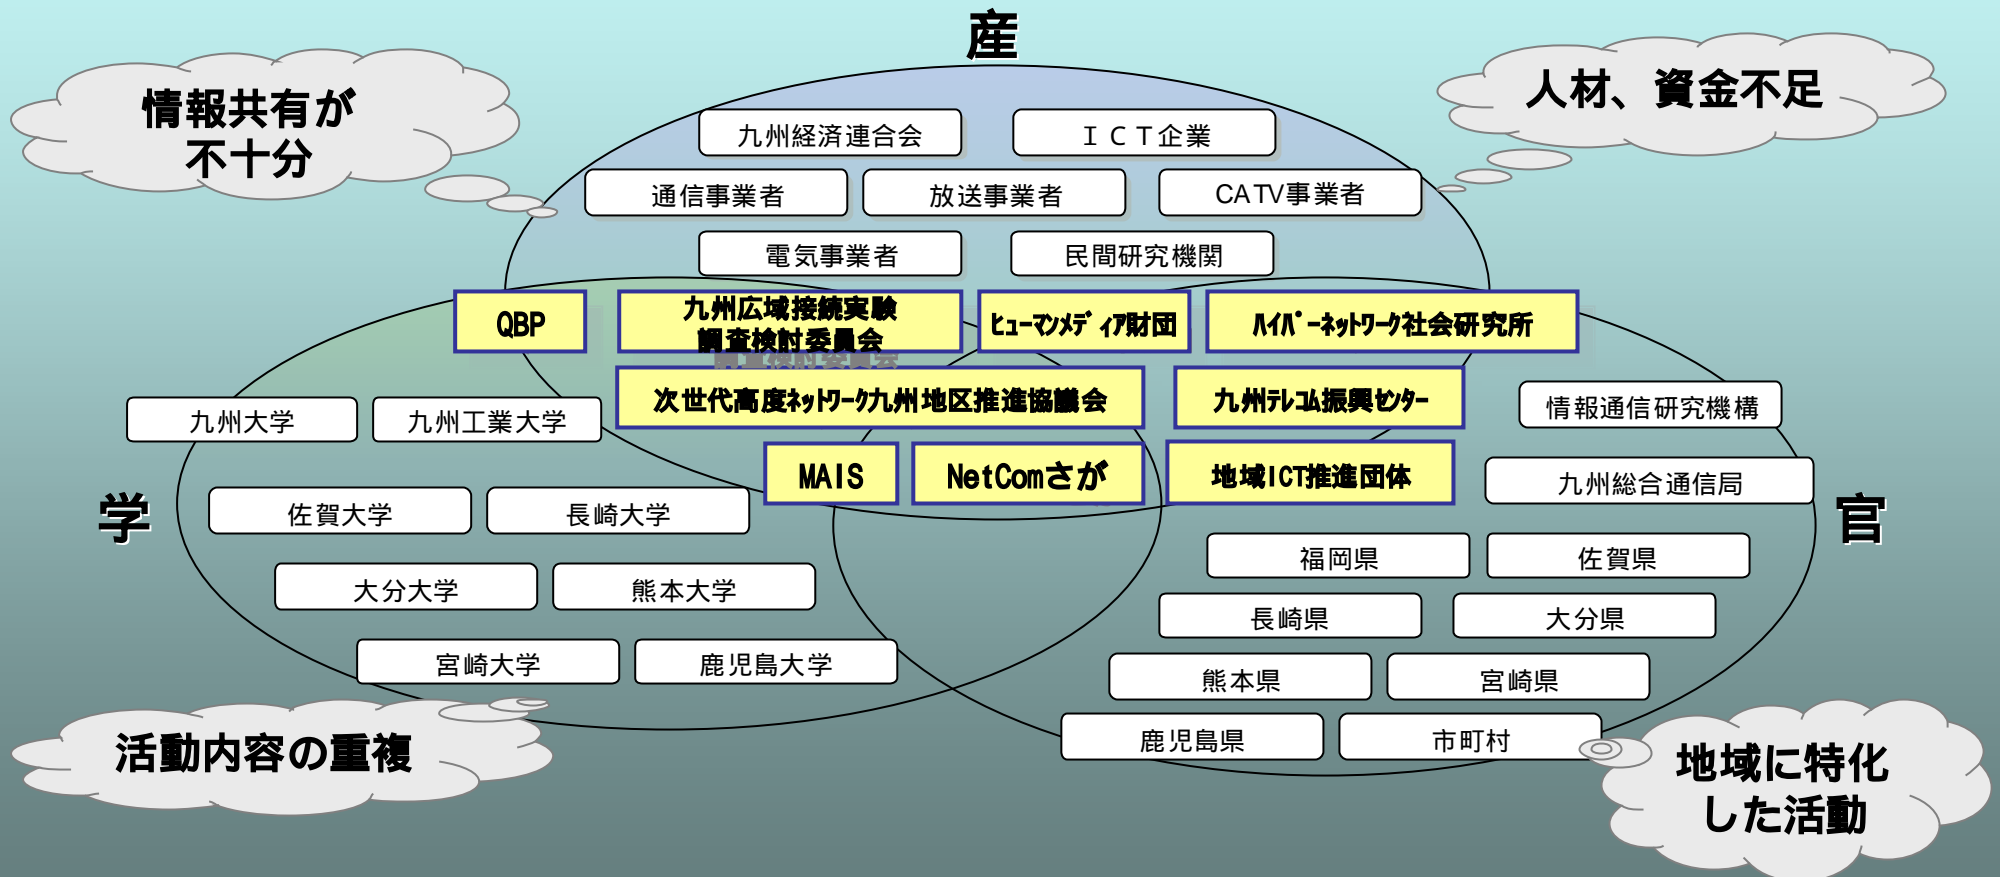 産
情報共有が
不十分
人材、資金不足
九州経済連合会
ＩＣＴ企業
通信事業者
放送事業者
CATV事業者
電気事業者
民間研究機関
QBP
九州広域接続実験
調査検討委員会
ﾋｭｰﾏﾝﾒﾃﾞｨｱ財団
ﾊｲﾊﾟｰﾈｯﾄﾜｰｸ社会研究所
次世代高度ﾈｯﾄﾜｰｸ九州地区推進協議会
九州ﾃﾚｺﾑ振興ｾﾝﾀｰ
情報通信研究機構
九州大学
九州工業大学
MAIS
NetComさが
地域ICT推進団体
九州総合通信局
学
佐賀大学
長崎大学
官
福岡県
佐賀県
大分大学
熊本大学
長崎県
大分県
宮崎大学
鹿児島大学
熊本県
宮崎県
鹿児島県
市町村
活動内容の重複
地域に特化
した活動